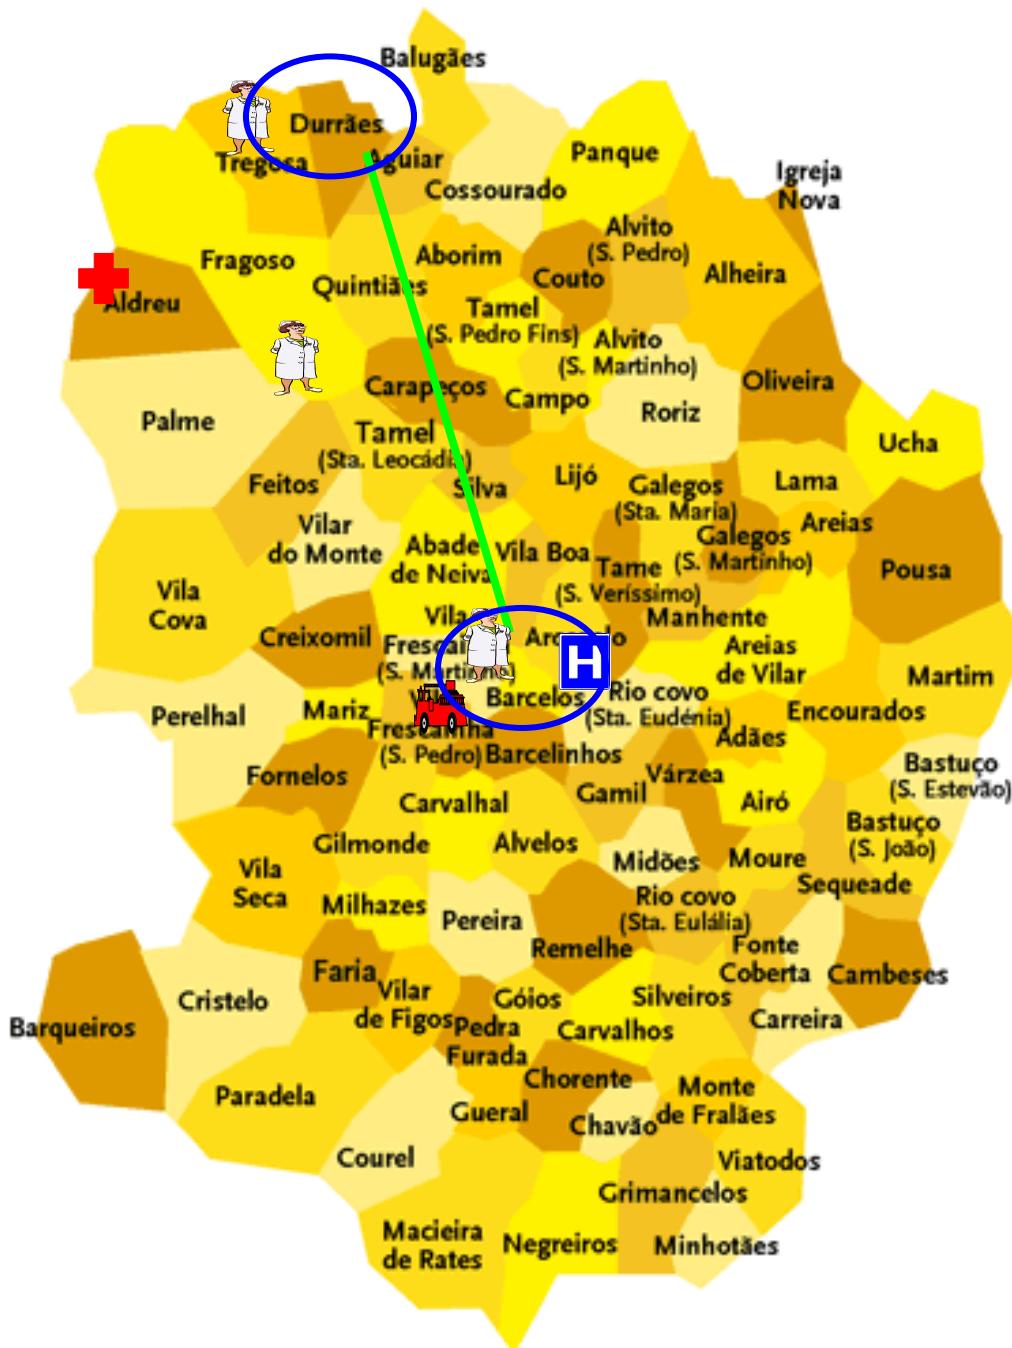 Balugães
Durrães
Aguiar
Tregosa
Cossourado
Panque
Igreja
Nova
Alvito
(S. Pedro)
Fragoso
Aborim
Quintiães
Couto
Alheira
Aldreu
Tamel
(S. Pedro Fins)
Alvito
(S. Martinho)
Carapeços
Campo
Oliveira
Roriz
Palme
Tamel
(Sta. Leocádia)
Ucha
Feitos
Silva
Lijó
Galegos
(Sta. Maria)
Lama
Areias
Vilar
do Monte
Abade
de Neiva
Vila Boa
Galegos
(S. Martinho)
Tame
(S. Veríssimo)
Pousa
Vila
Cova
Creixomil
Vila
(S. Martinho)
Manhente
Areias
de Vilar
Martim
H
Barcelos
Rio covo
(Sta. Eudénia)
Perelhal
Mariz
Frescainha
(S. Pedro)
Barcelinhos
Encourados
Adães
Bastuço
(S. Estevão)
Fornelos
Carvalhal
Gamil
Várzea
Airó
Bastuço
(S. João)
Gilmonde
Alvelos
Midões
Moure
Sequeade
Vila
Seca
Milhazes
Pereira
Rio covo
(Sta. Eulália)
Remelhe
Fonte
Coberta
Cambeses
Faria
Vilar
de Figos
Cristelo
Góios
Silveiros
Carreira
Barqueiros
Pedra
Furada
Carvalhos
Paradela
Chorente
Gueral
Chavão
Monte
de Fralães
Courel
Viatodos
Grimancelos
Macieira
de Rates
Negreiros
Minhotães